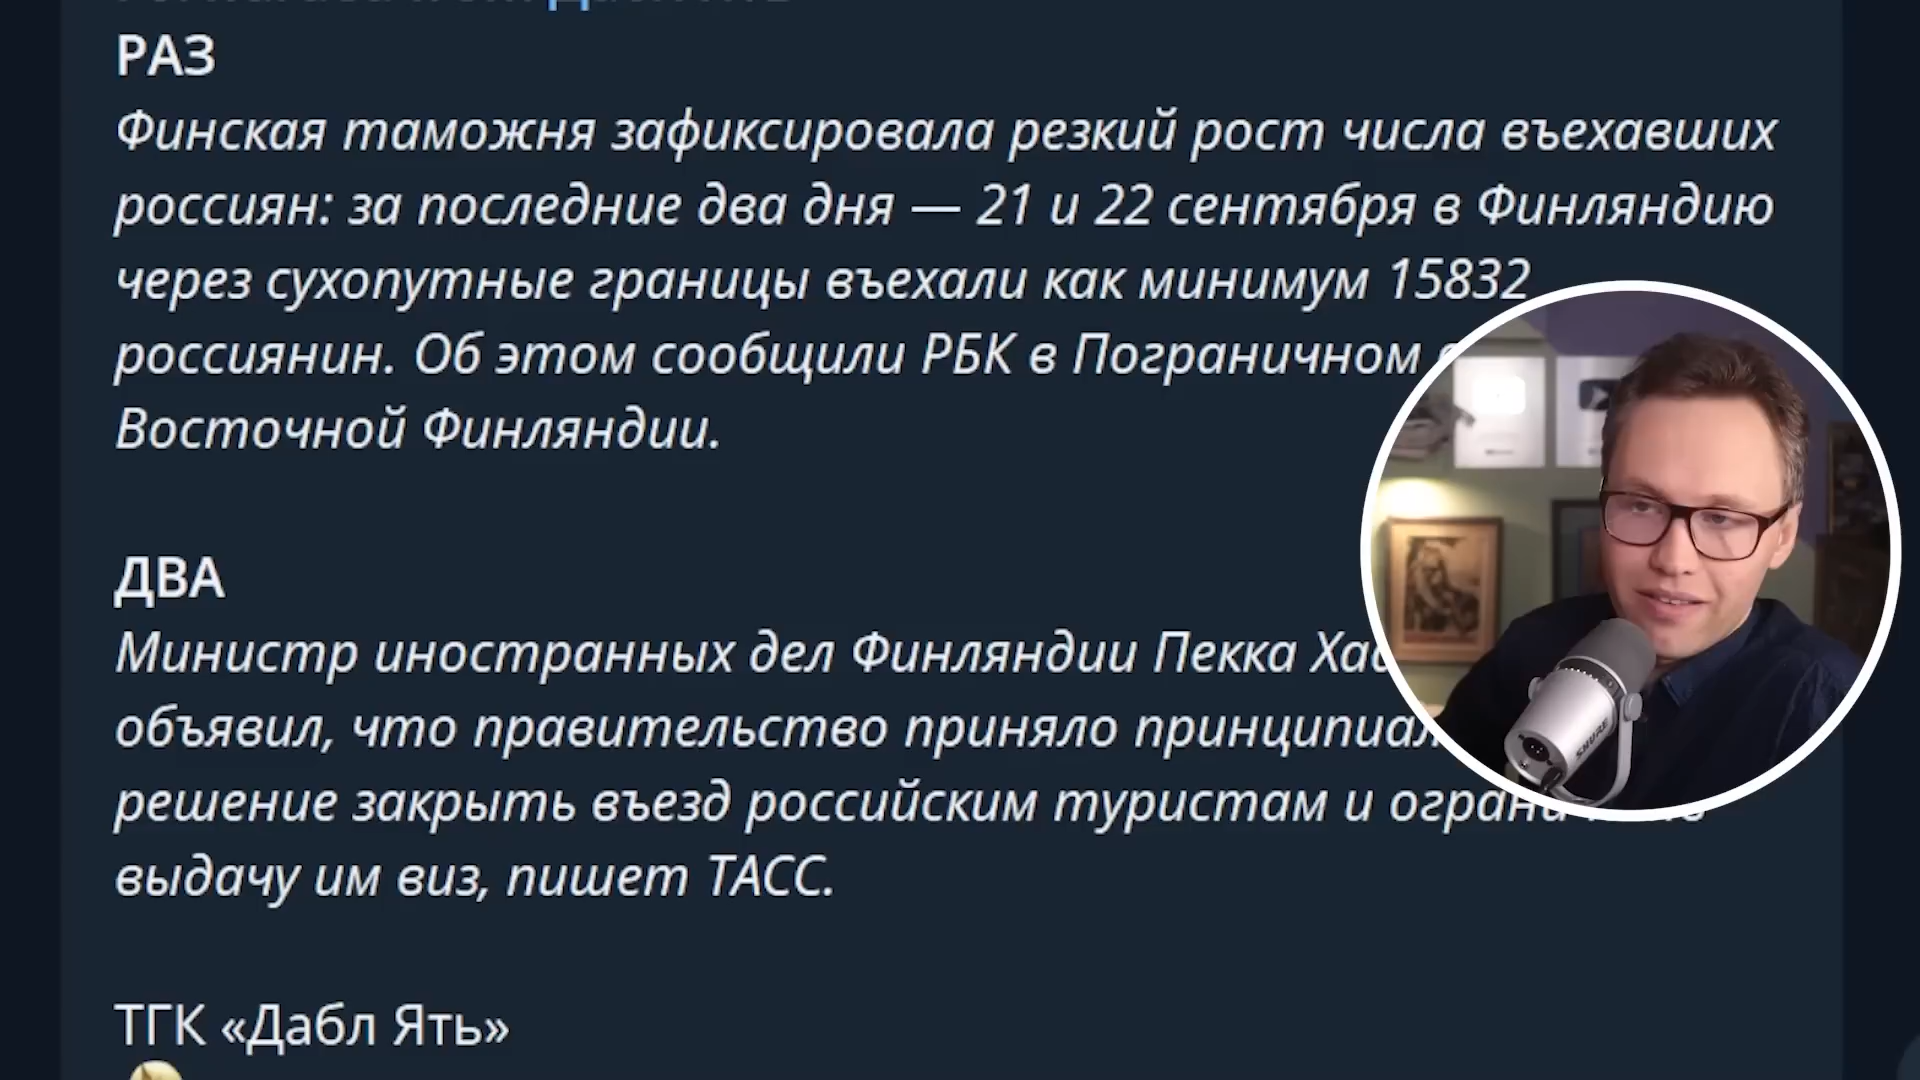 РАЗ
Финская таможня зафиксировала резкий рост числа въехавших
россиян: за последние два дня — 21 и 22 сентября в Финляндию
через сухопутные границы въехали как минимум 15832
россиянин. Об этом сообщили РБК в Пограничном
Восточной Финляндии.
ДВА
Министр иностранных дел Финляндии Пекка
объявил, что правительство приняло
решение закрыть въезд российским туристам и
выдачу им виз, пишет ТАСС.
ТГК «Дабл Ять»
SHURE